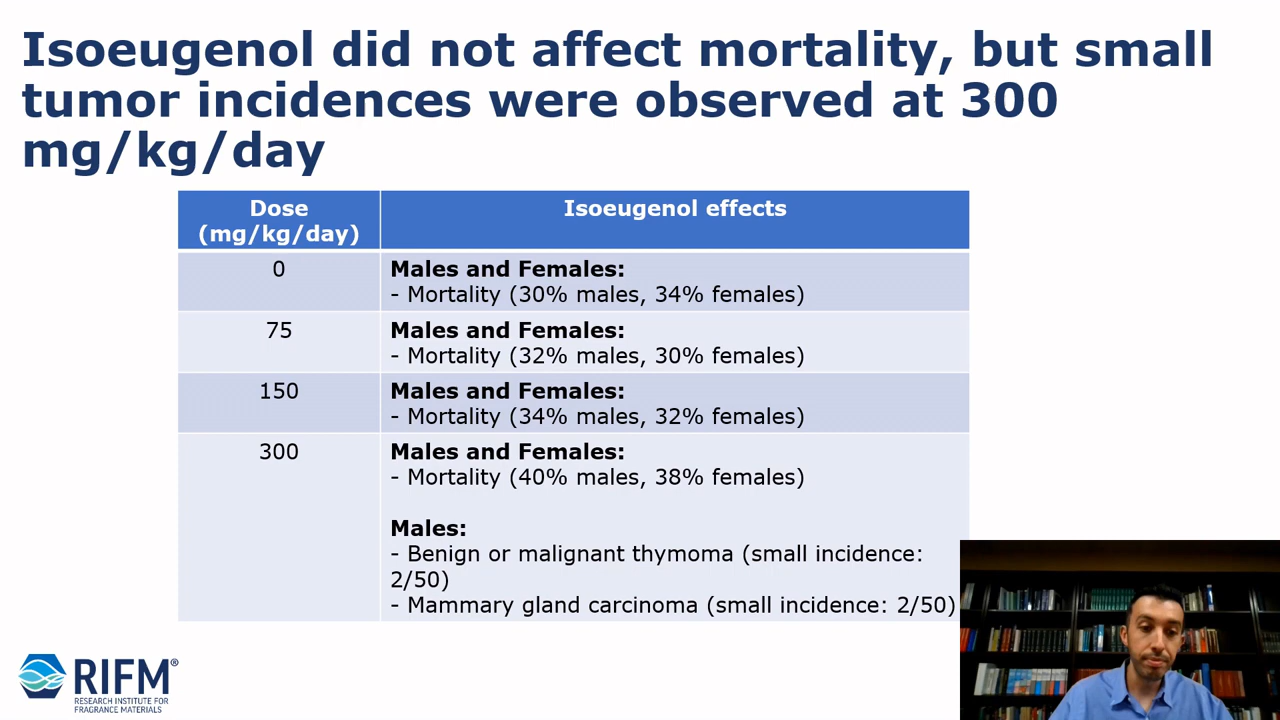 Isoeugenol did not affect mortality, but small
tumor incidences were observed at 300
mg/kg/day
Dose
(mg/kg/day)
Isoeugenol effects
0
Males and Females:
- Mortality (30% males, 34% females)
75
Males and Females:
- Mortality (32% males, 30% females)
150
Males and Females:
- Mortality (34% males, 32% females)
300
Males and Females:
- Mortality (40% males, 38% females)
Males:
- Benign or malignant thymoma (small incidence:
2/50)
- Mammary gland carcinoma (small incidence: 2/50)
RIFM®
RESEARCH INSTITUTE FOR
FRAGRANCE MATERIALS